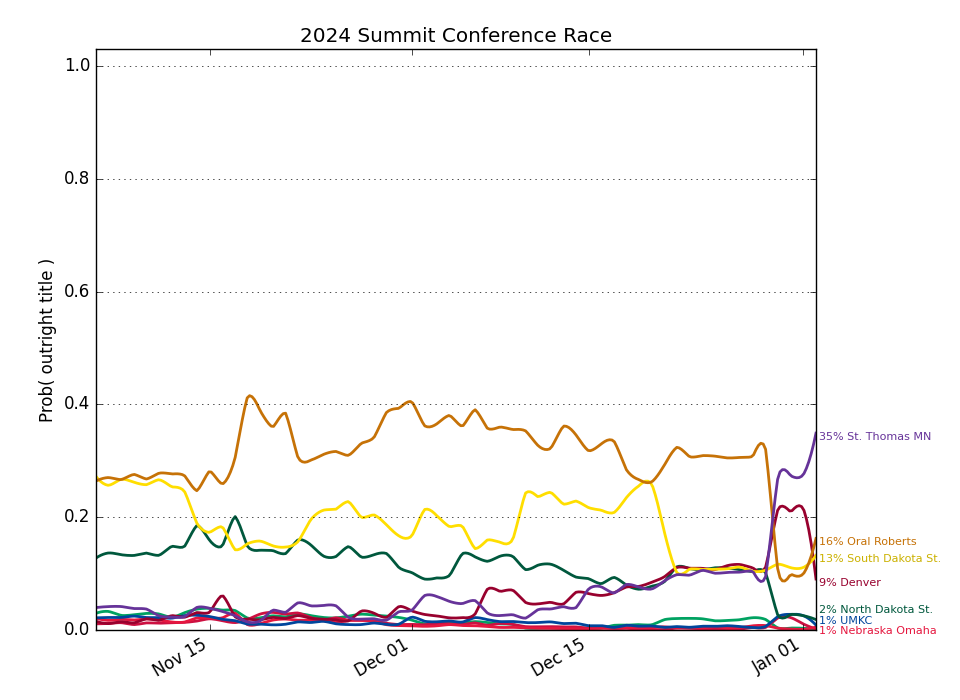 2024 Summit Conference Race
Prob( outright title )
1.0
0.8
0.6
0.4
0.2
0.0
Nov 15
Dec 01
Dec 15
Jan 01
35% St. Thomas MN
16% Oral Roberts
13% South Dakota St.
9% Denver
2% North Dakota St.
1% UMKC
1% Nebraska Omaha